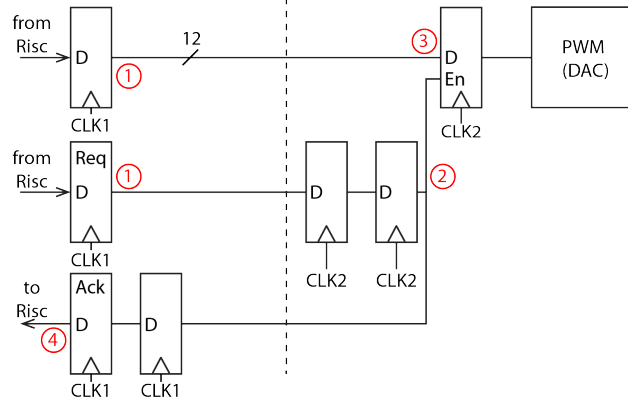 from
Risc
D
1
CLK1
12
3
D
En
CLK2
PWM
(DAC)
from
Risc
Req
D
1
CLK1
D
CLK2
D
CLK2
2
to
Risc
4
Ack
D
CLK1
D
CLK1